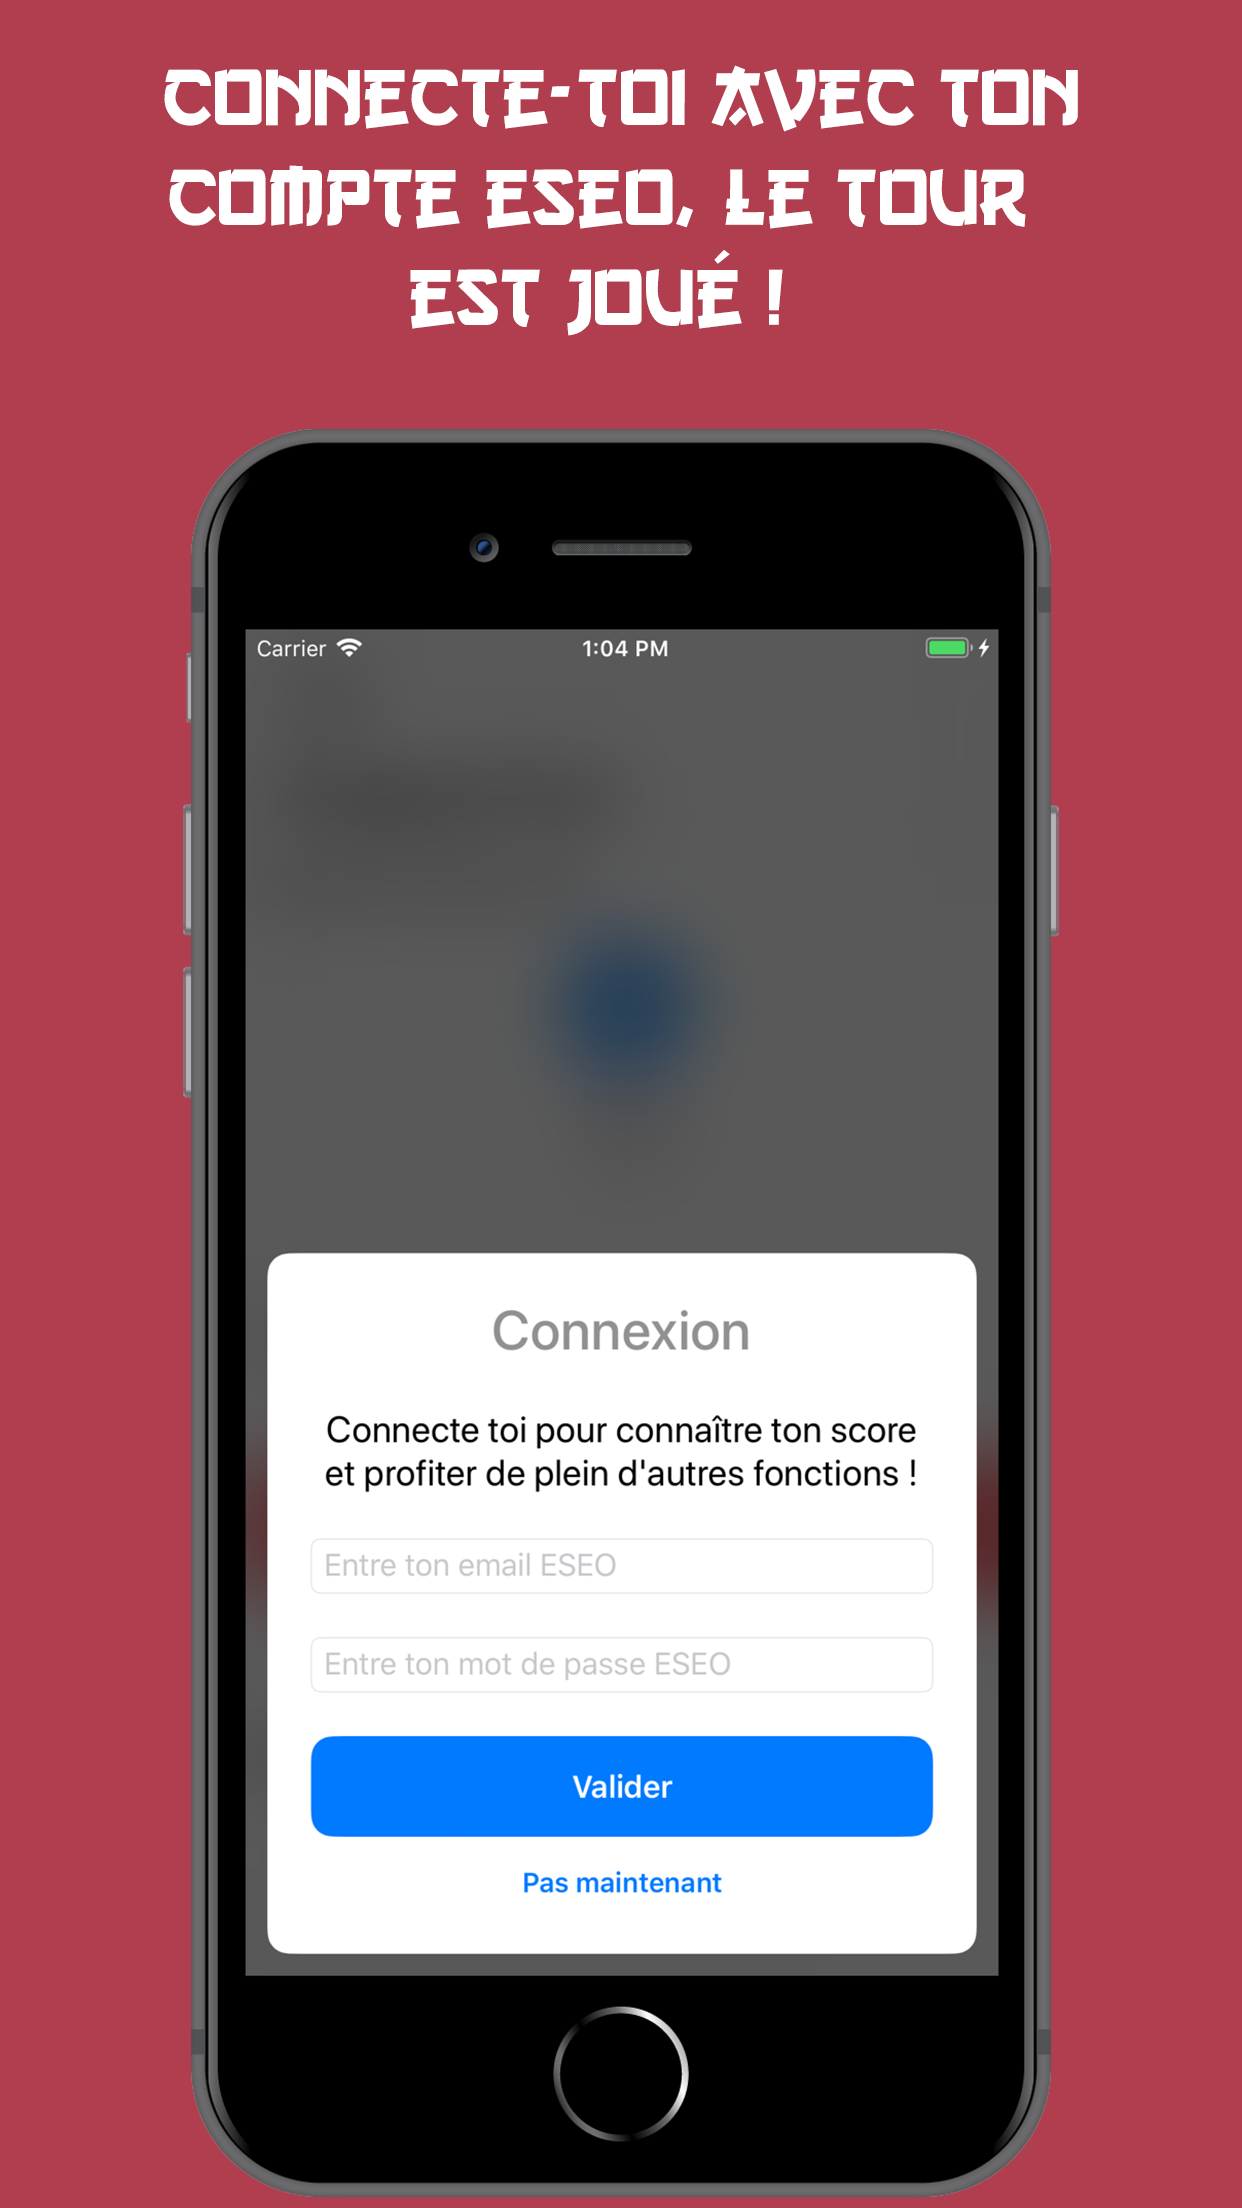 CONNECTE-TOI AVEC TON
COMPTE ESEO, LE TOUR
EST JOUÉ !
Carrier 1:04 PM
Connexion
Connecte toi pour connaître ton score
et profiter de plein d'autres fonctions !
Entre ton email ESEO
Entre ton mot de passe ESEO
Valider
Pas maintenant